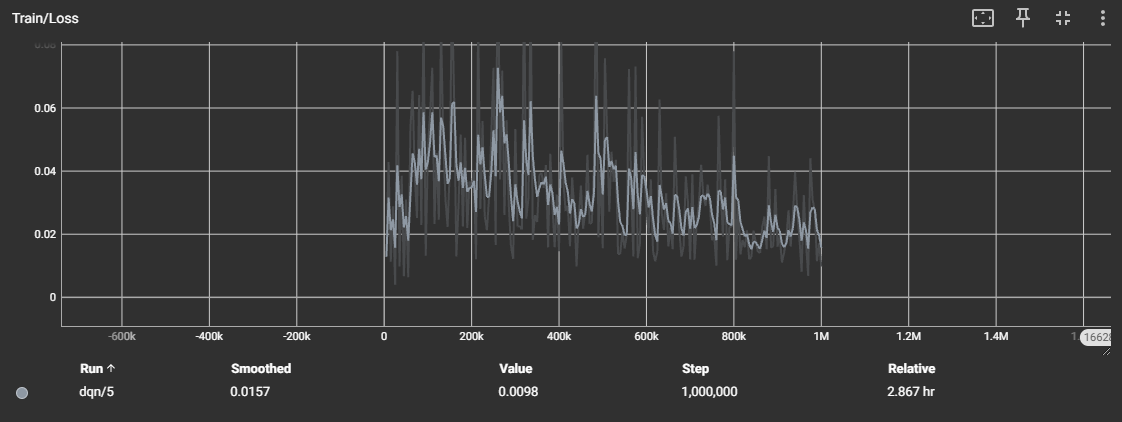 Train/Loss
0.08
0.06
0.04
0.02
0
-600k -400k -200k 0 200k 400k 600k 800k 1M 1.2M 1.4M
Run Smoothed Value Step Relative
dqn/5 0.0157 0.0098 1,000,000 2.867 hr